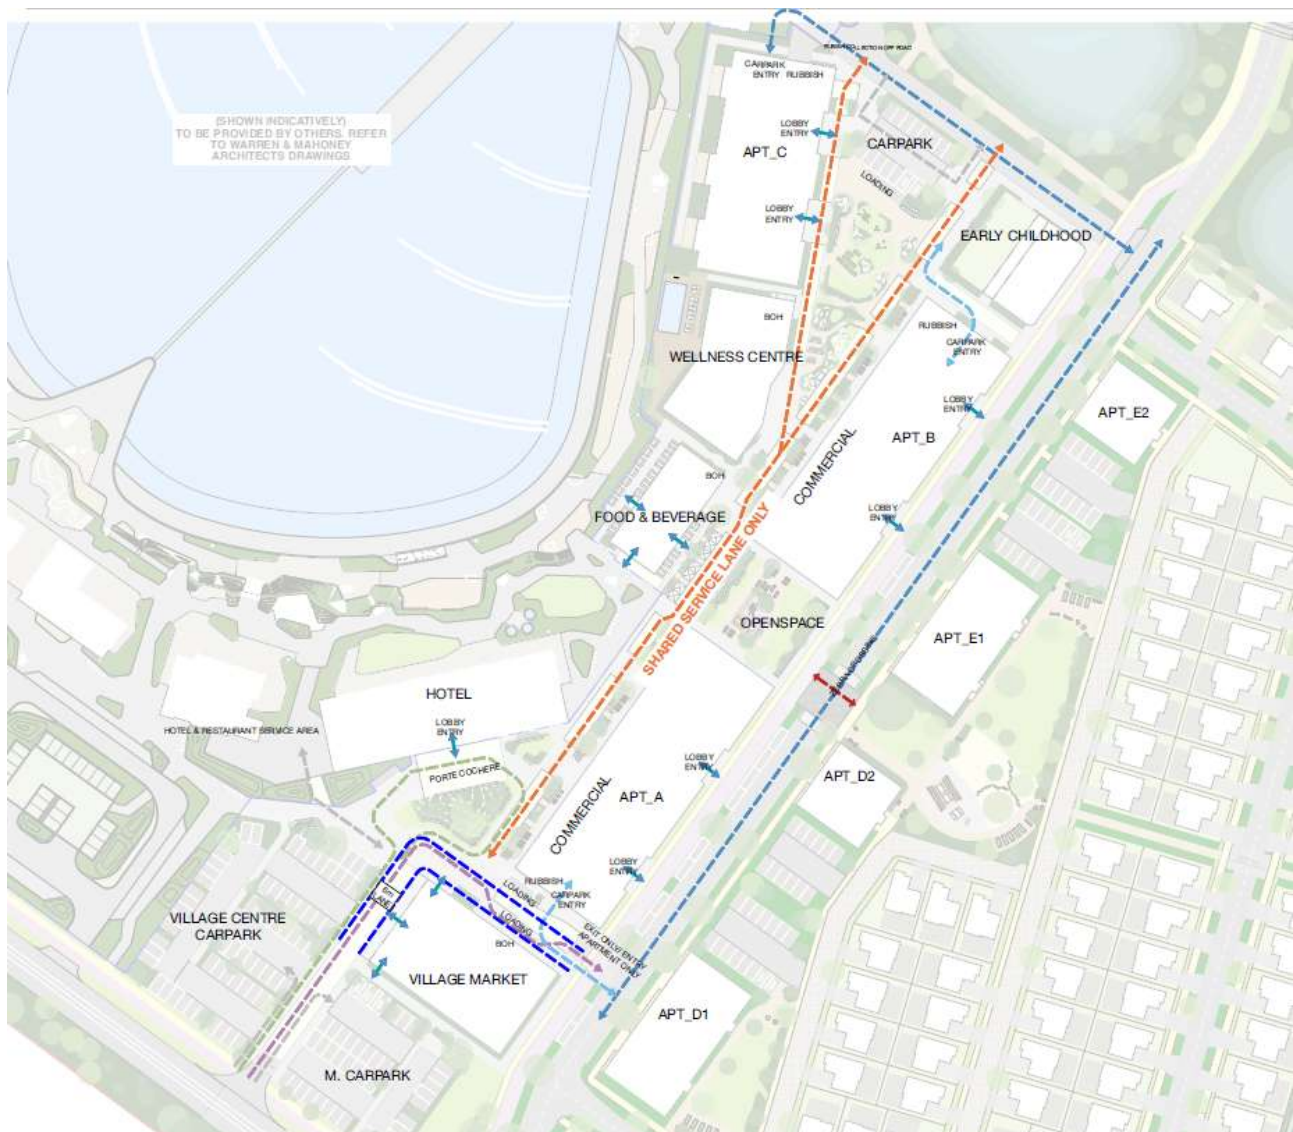 (SHOWN INDICATIVELY)
TO BE PROVIDED BY OTHERS. REFER
TO WARREN & MAHONEY
ARCHITECTS DRAWINGS
CARPARK
ENTRY
RUBBISH
LOBBY
ENTRY
APT_C
CARPARK
LOADING
LOBBY
ENTRY
EARLY CHILDHOOD
BOH
WELLNESS CENTRE
RUBBISH
CARPARK
ENTRY
LOBBY
ENTRY
APT_E2
APT_B
COMMERCIAL
BOH
LOBBY
ENTRY
FOOD & BEVERAGE
SHARED SERVICE LANE ONLY
OPENSPACE
APT_E1
HOTEL
LOBBY
ENTRY
HOTEL & RESTAURANT SERVICE AREA
PORTE COCHERE
LOBBY
ENTRY
APT_D2
APT_A
COMMERCIAL
LOBBY
ENTRY
RUBBISH
CARPARK
ENTRY
LOADING
LOADING
6m
LANE
VILLAGE CENTRE
CARPARK
BOH
EXIT ONLY/ ENTRY
APARTMENT ONLY
VILLAGE MARKET
APT_D1
M. CARPARK